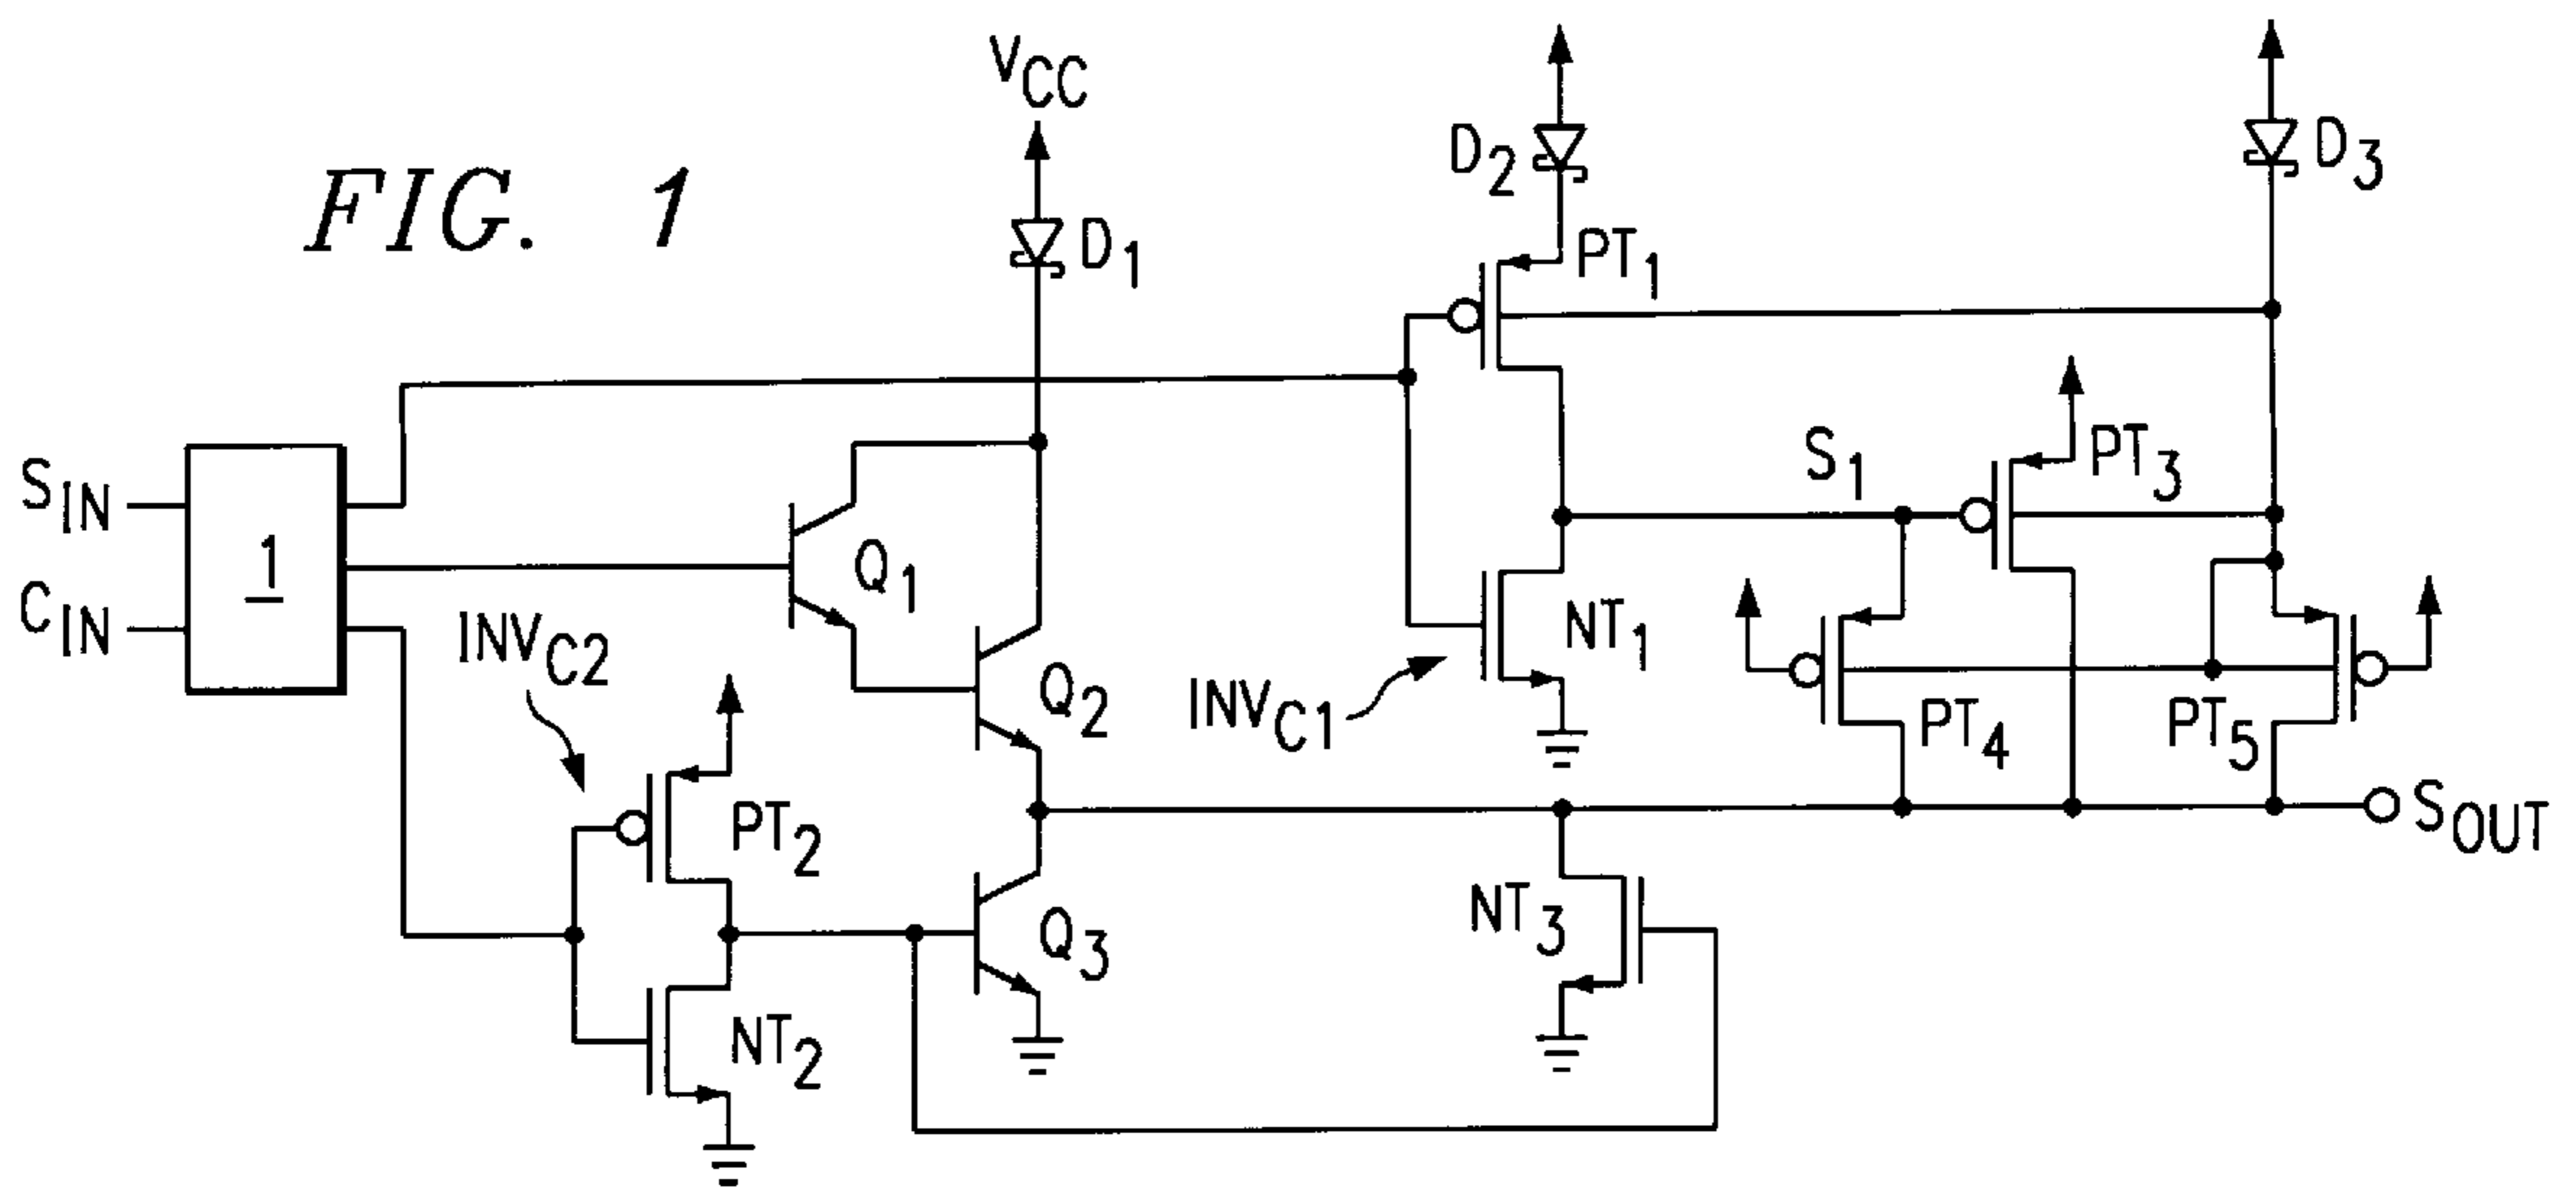 FIG. 1
VCC
D1
D2
D3
PT1
SIN
CIN
1
Q1
S1
PT3
INVC2
Q2
NT1
INVC1
PT4
PT5
PT2
SOUT
Q3
NT3
NT2